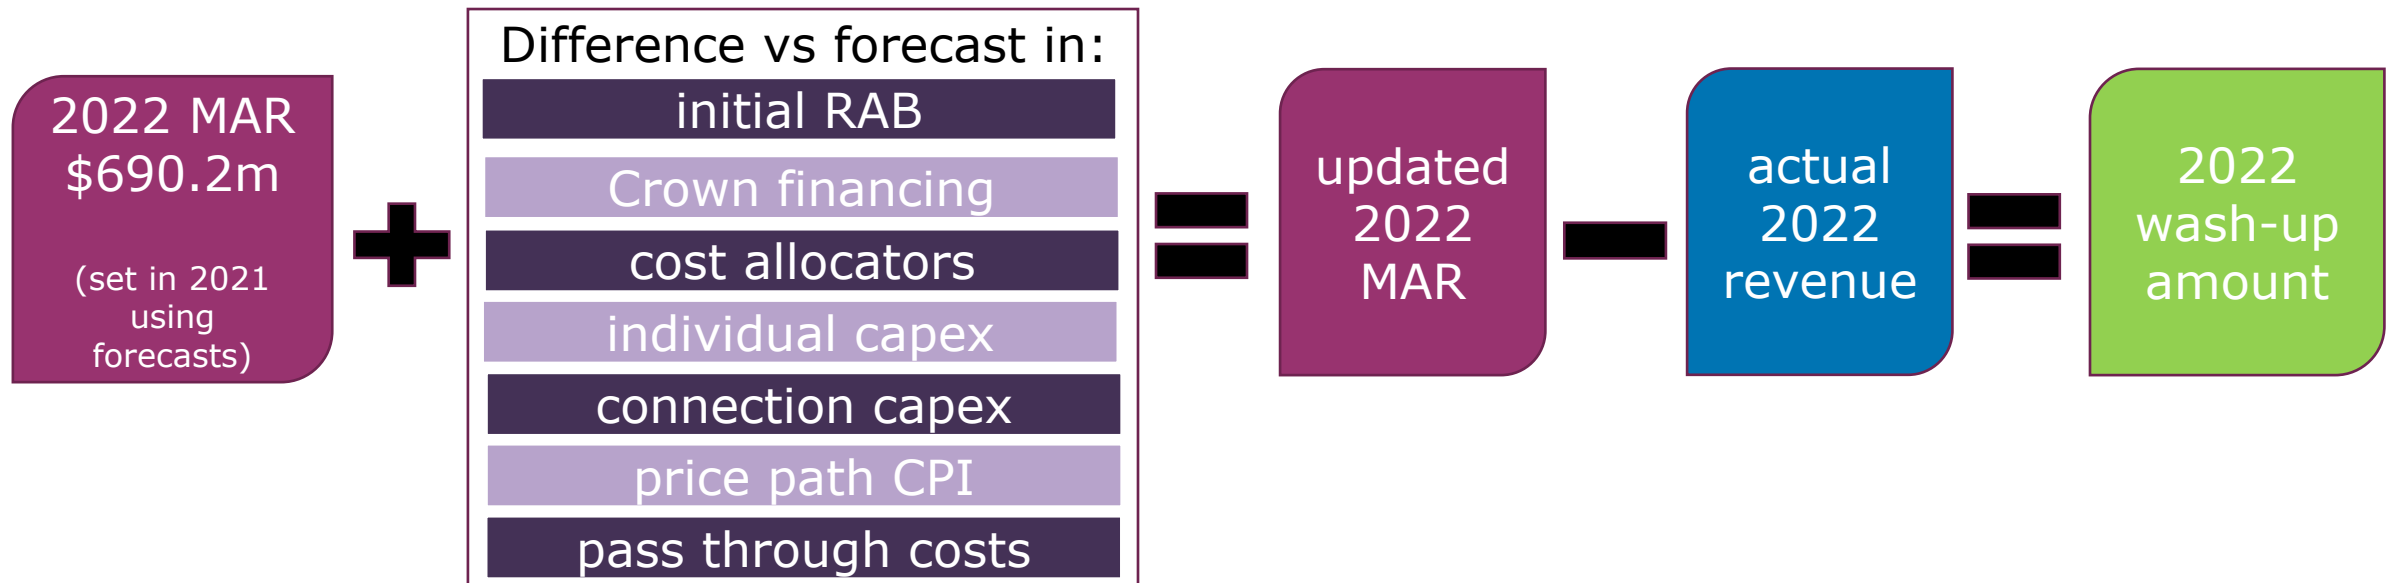 2022 MAR
$690.2m
(set in 2021
using
forecasts)
Difference vs forecast in:
initial RAB
Crown financing
cost allocators
individual capex
connection capex
price path CPI
pass through costs
updated
2022
MAR
actual
2022
revenue
2022
wash-up
amount